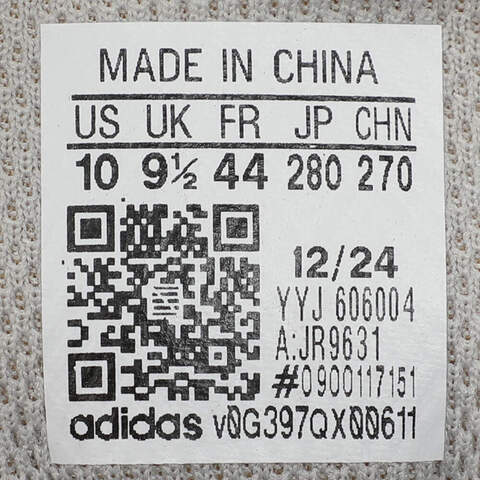 MADE IN CHINA
US UK FR JP CHN
10 9½ 44 280 270
12/24
YYJ 606004
A:JR9631
#0900117151
adidas v0G397QX00611